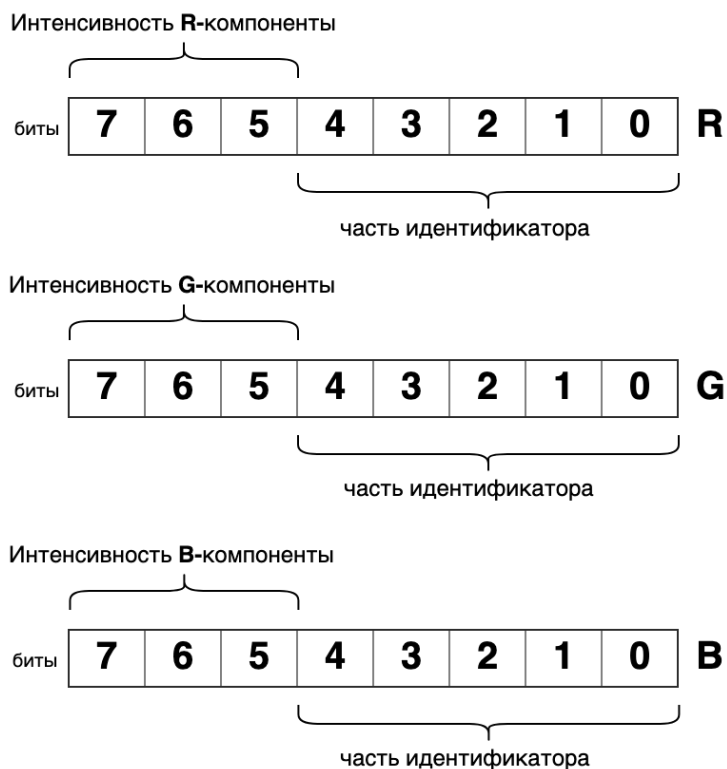 Интенсивность R-компоненты
биты 7 6 5 4 3 2 1 0 R
часть идентификатора
Интенсивность G-компоненты
биты 7 6 5 4 3 2 1 0 G
часть идентификатора
Интенсивность B-компоненты
биты 7 6 5 4 3 2 1 0 B
часть идентификатора